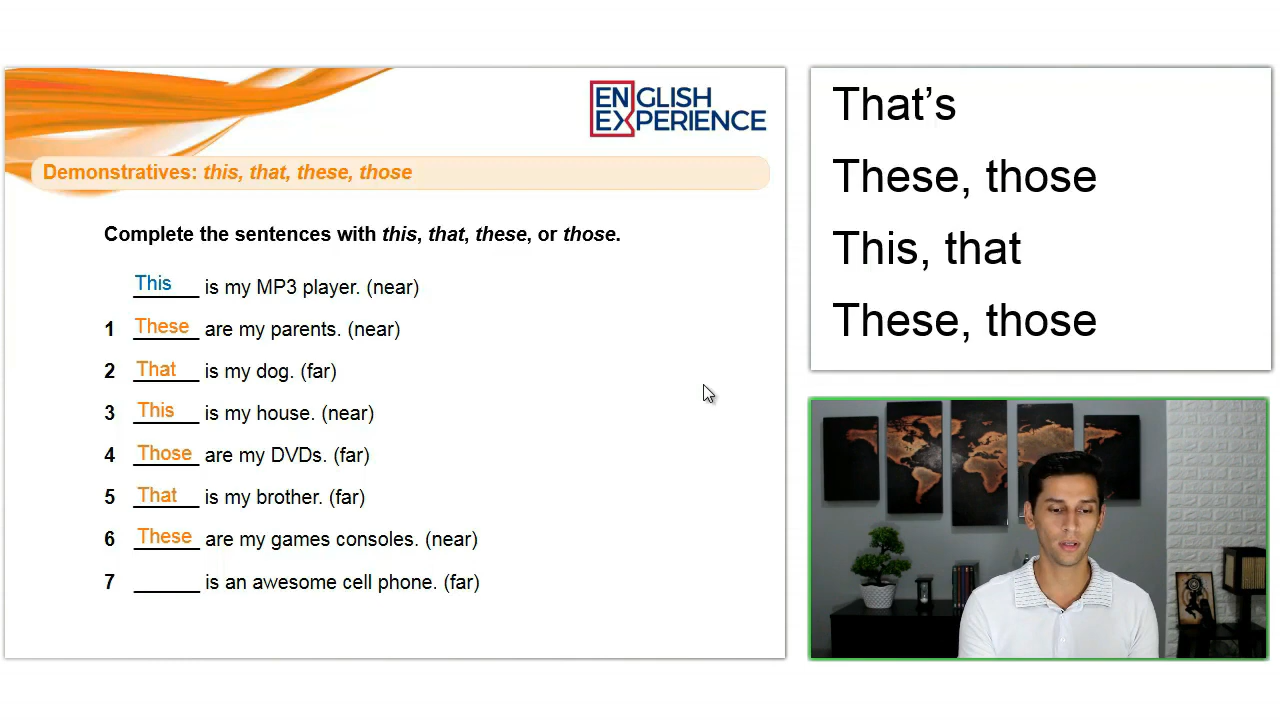 ENGLISH
EXPERIENCE
Demonstratives: this, that, these, those
Complete the sentences with this, that, these, or those.
This is my MP3 player. (near)
1 These are my parents. (near)
2 That is my dog. (far)
3 This is my house. (near)
4 Those are my DVDs. (far)
5 That is my brother. (far)
6 These are my games consoles. (near)
7 ______ is an awesome cell phone. (far)
That’s
These, those
This, that
These, those